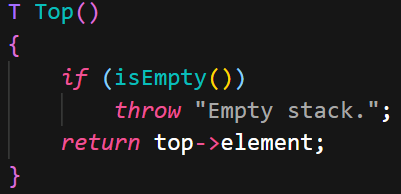 T Top()
{
    if (isEmpty())
        throw "Empty stack.";
    return top->element;
}